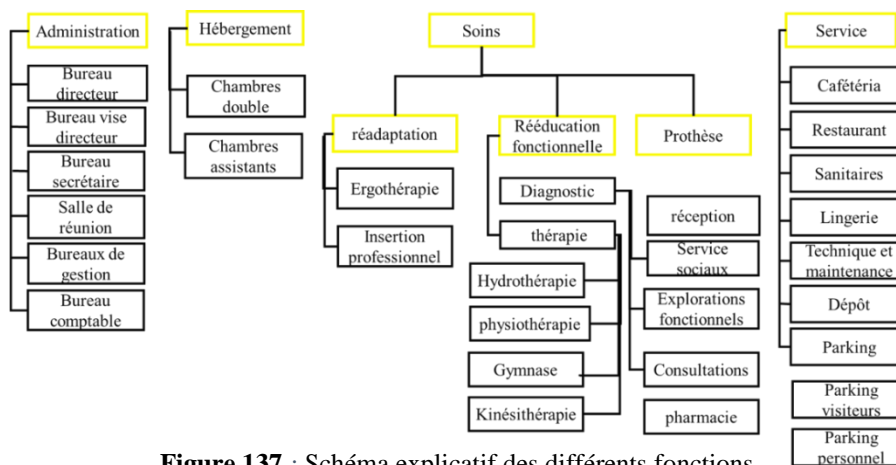 Administration
Bureau
directeur
Bureau vise
directeur
Bureau
secrétaire
Salle de
réunion
Bureaux de
gestion
Bureau
comptable
Hébergement
Chambres
double
Chambres
assistants
Soins
réadaptation
Ergothérapie
Insertion
professionnel
Rééducation
fonctionnelle
Diagnostic
thérapie
Hydrothérapie
physiothérapie
Gymnase
Kinésithérapie
Prothèse
réception
Service
sociaux
Explorations
fonctionnels
Consultations
pharmacie
Service
Cafétéria
Restaurant
Sanitaires
Lingerie
Technique et
maintenance
Dépôt
Parking
Parking
visiteurs
Parking
personnel
Figure 137 : Schéma explicatif des différents fonctions